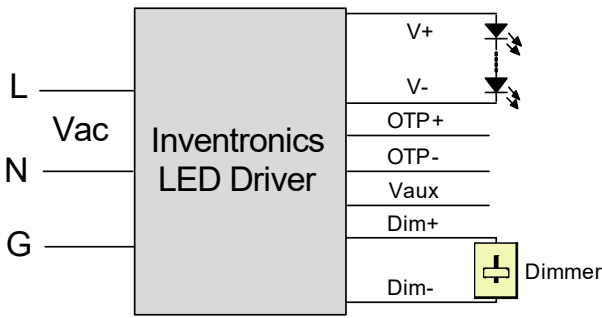 L
Vac
N
G
Inventronics
LED Driver
V+
V-
OTP+
OTP-
Vaux
Dim+
Dim-
Dimmer